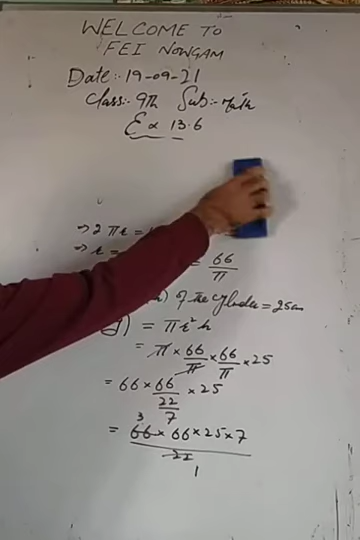 WELCOME TO
FEI NOWGAM
Date:- 19-09-21
Class:- 9th Sub:- Math
Ex 13.6
⇒ 2πr =
⇒ r = = 66/π
of the cylinder = 25cm
= πr²h
= π × 66/π × 66/π × 25
= 66 × 66/(22/7) × 25
3
= 66 × 66 × 25 × 7 / 22
1